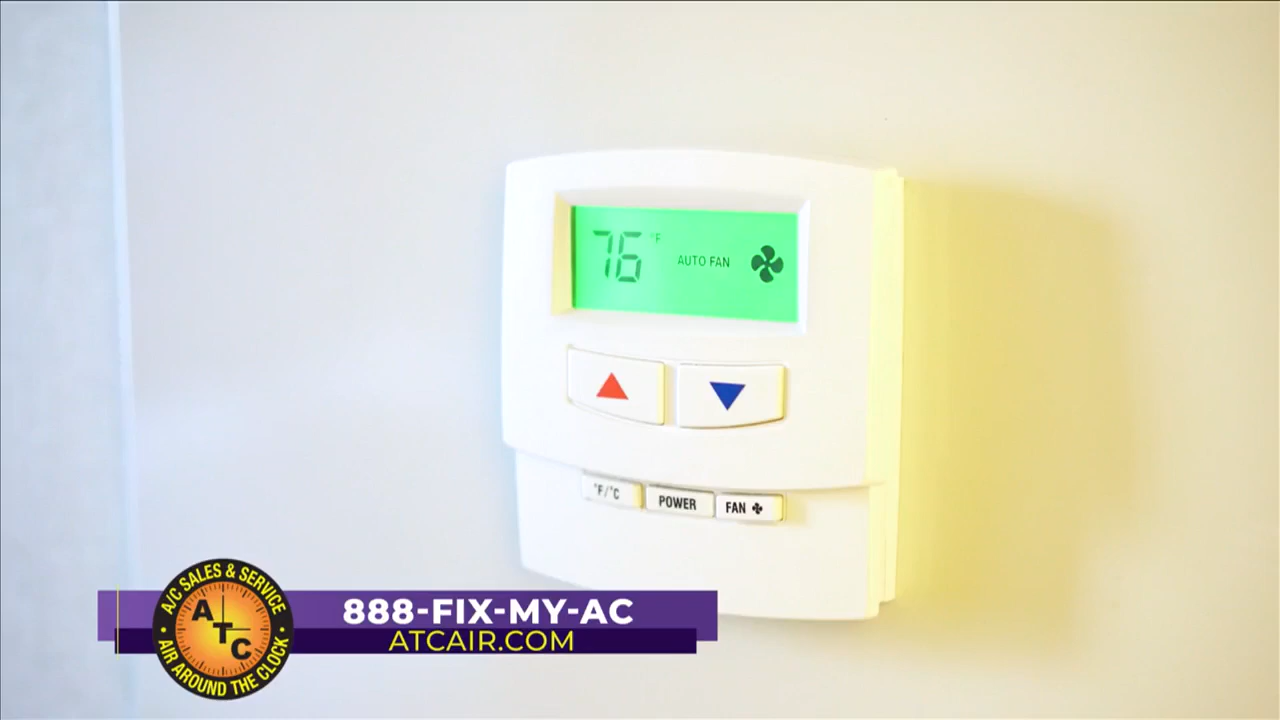 76 °F AUTO FAN
°F/°C POWER FAN
A/C SALES & SERVICE
ATC
AIR AROUND THE CLOCK
888-FIX-MY-AC
ATCAIR.COM